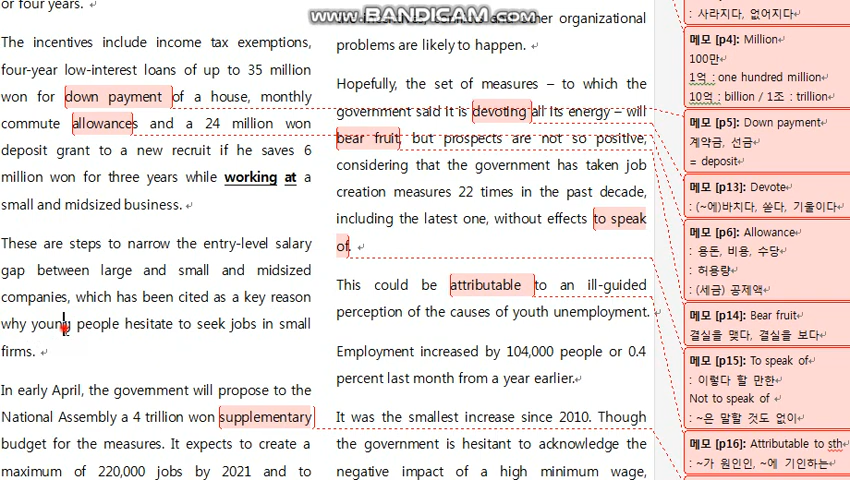 WWW.BANDICAM.COM
or four years.
The incentives include income tax exemptions,
four-year low-interest loans of up to 35 million
won for down payment of a house, monthly
commute allowances and a 24 million won
deposit grant to a new recruit if he saves 6
million won for three years while working at a
small and midsized business.
These are steps to narrow the entry-level salary
gap between large and small and midsized
companies, which has been cited as a key reason
why young people hesitate to seek jobs in small
firms.
In early April, the government will propose to the
National Assembly a 4 trillion won supplementary
budget for the measures. It expects to create a
maximum of 220,000 jobs by 2021 and to
other organizational
problems are likely to happen.
Hopefully, the set of measures – to which the
government said it is devoting all its energy – will
bear fruit, but prospects are not so positive,
considering that the government has taken job
creation measures 22 times in the past decade,
including the latest one, without effects to speak
of.
This could be attributable to an ill-guided
perception of the causes of youth unemployment.
Employment increased by 104,000 people or 0.4
percent last month from a year earlier.
It was the smallest increase since 2010. Though
the government is hesitant to acknowledge the
negative impact of a high minimum wage,
: 사라지다, 없어지다
메모 [p4]: Million
100만
1억 : one hundred million
10억 : billion / 1조 : trillion
메모 [p5]: Down payment
계약금, 선금
= deposit
메모 [p13]: Devote
: (~에)바치다, 쏟다, 기울이다
메모 [p6]: Allowance
: 용돈, 비용, 수당
: 허용량
: (세금) 공제액
메모 [p14]: Bear fruit
결실을 맺다, 결실을 보다
메모 [p15]: To speak of
: 이렇다 할 만한
Not to speak of
: ~은 말할 것도 없이
메모 [p16]: Attributable to sth
: ~가 원인인, ~에 기인하는